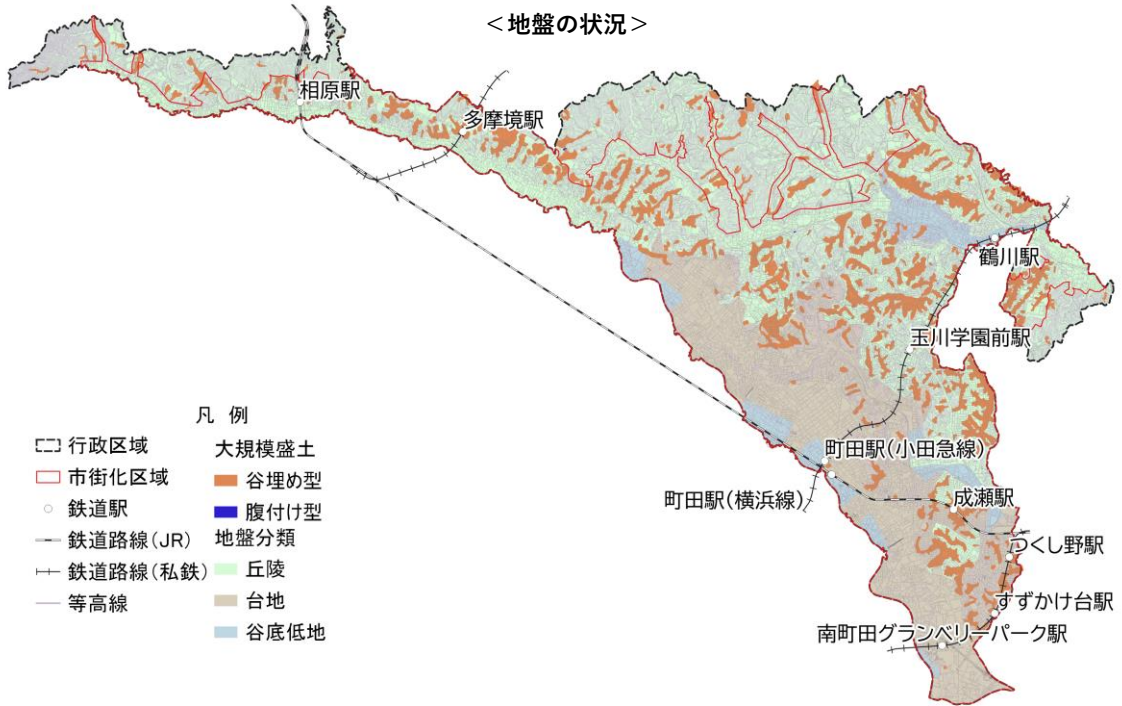 ＜地盤の状況＞
相原駅
多摩境駅
鶴川駅
玉川学園前駅
町田駅(小田急線)
町田駅(横浜線)
成瀬駅
つくし野駅
すずかけ台駅
南町田グランベリーパーク駅
凡 例
行政区域
市街化区域
鉄道駅
鉄道路線(JR)
鉄道路線(私鉄)
等高線
大規模盛土
谷埋め型
腹付け型
地盤分類
丘陵
台地
谷底低地